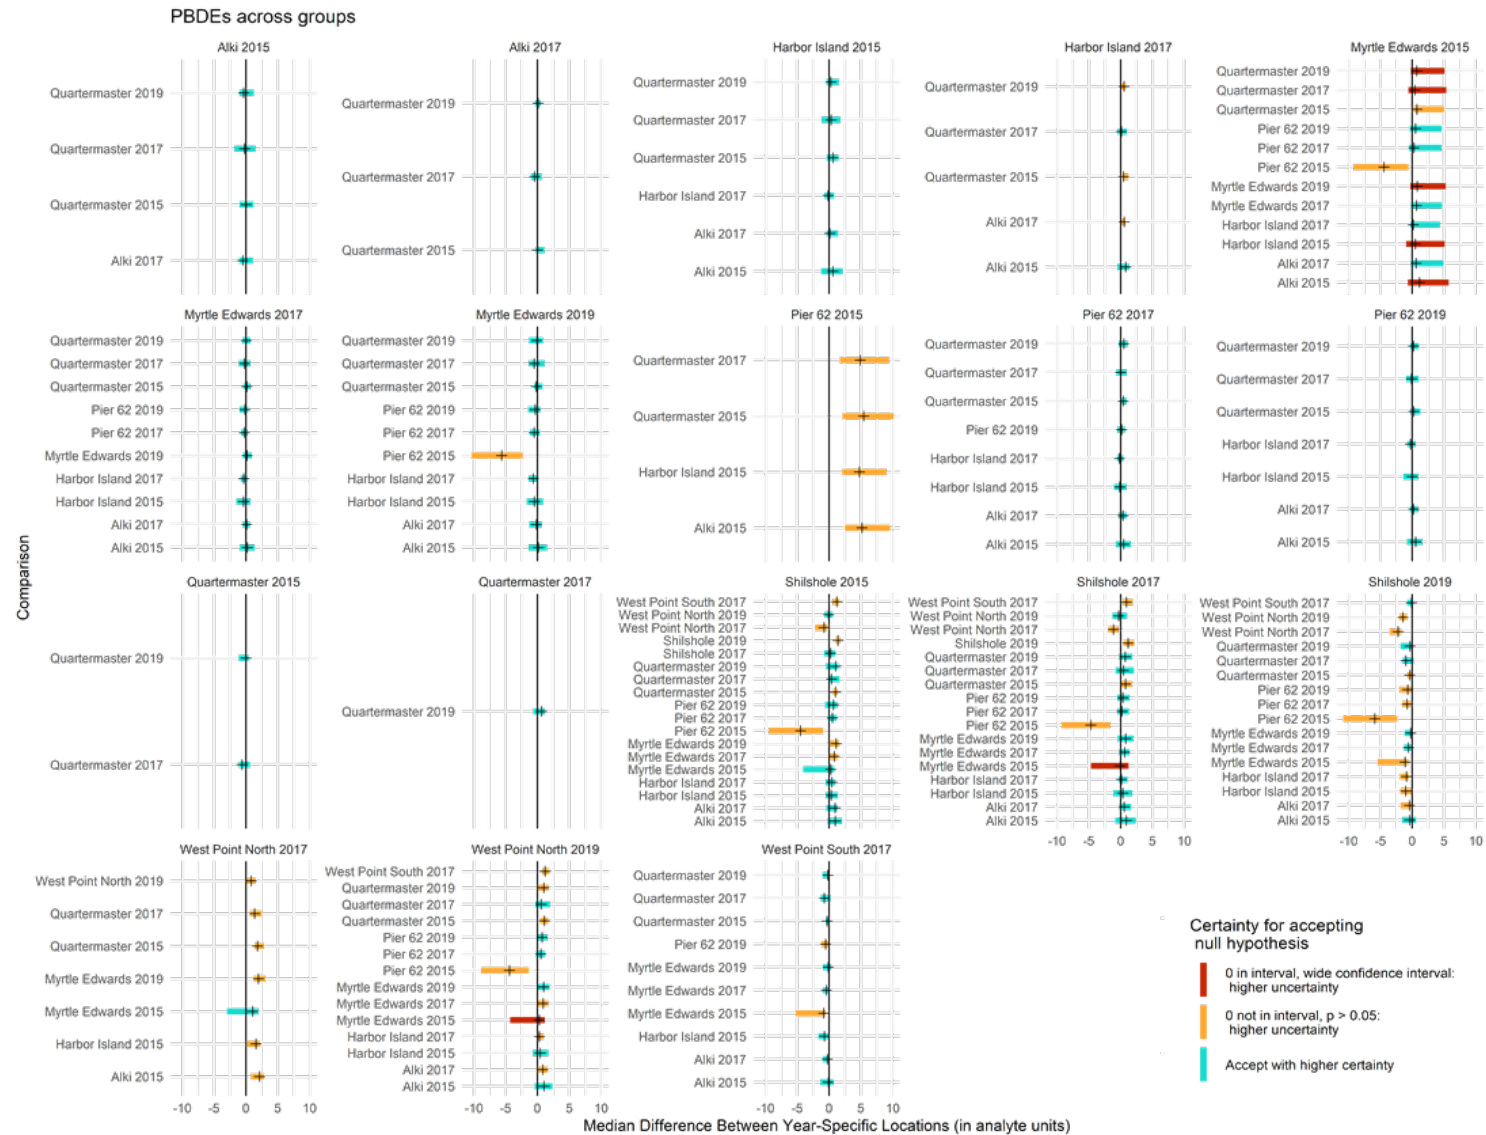 PBDEs across groups
Alki 2015
Quartermaster 2019
Quartermaster 2017
Quartermaster 2015
Alki 2017
Alki 2017
Quartermaster 2019
Quartermaster 2017
Quartermaster 2015
Harbor Island 2015
Quartermaster 2019
Quartermaster 2017
Quartermaster 2015
Harbor Island 2017
Alki 2017
Alki 2015
Harbor Island 2017
Quartermaster 2019
Quartermaster 2017
Quartermaster 2015
Alki 2017
Alki 2015
Myrtle Edwards 2015
Quartermaster 2019
Quartermaster 2017
Quartermaster 2015
Pier 62 2019
Pier 62 2017
Pier 62 2015
Myrtle Edwards 2019
Myrtle Edwards 2017
Harbor Island 2017
Harbor Island 2015
Alki 2017
Alki 2015
Myrtle Edwards 2017
Quartermaster 2019
Quartermaster 2017
Quartermaster 2015
Pier 62 2019
Pier 62 2017
Myrtle Edwards 2019
Harbor Island 2017
Harbor Island 2015
Alki 2017
Alki 2015
Myrtle Edwards 2019
Quartermaster 2019
Quartermaster 2017
Quartermaster 2015
Pier 62 2019
Pier 62 2017
Pier 62 2015
Harbor Island 2017
Harbor Island 2015
Alki 2017
Alki 2015
Pier 62 2015
Quartermaster 2017
Quartermaster 2015
Harbor Island 2015
Alki 2015
Pier 62 2017
Quartermaster 2019
Quartermaster 2017
Quartermaster 2015
Pier 62 2019
Harbor Island 2017
Harbor Island 2015
Alki 2017
Alki 2015
Pier 62 2019
Quartermaster 2019
Quartermaster 2017
Quartermaster 2015
Harbor Island 2017
Harbor Island 2015
Alki 2017
Alki 2015
Comparison
Quartermaster 2015
Quartermaster 2019
Quartermaster 2017
Quartermaster 2017
Quartermaster 2019
Shilshole 2015
West Point South 2017
West Point North 2019
West Point North 2017
Shilshole 2019
Shilshole 2017
Quartermaster 2019
Quartermaster 2017
Quartermaster 2015
Pier 62 2019
Pier 62 2017
Pier 62 2015
Myrtle Edwards 2019
Myrtle Edwards 2017
Myrtle Edwards 2015
Harbor Island 2017
Harbor Island 2015
Alki 2017
Alki 2015
Shilshole 2017
West Point South 2017
West Point North 2019
West Point North 2017
Shilshole 2019
Quartermaster 2019
Quartermaster 2017
Quartermaster 2015
Pier 62 2019
Pier 62 2017
Pier 62 2015
Myrtle Edwards 2019
Myrtle Edwards 2017
Myrtle Edwards 2015
Harbor Island 2017
Harbor Island 2015
Alki 2017
Alki 2015
-10 -5 0 5 10
Shilshole 2019
West Point South 2017
West Point North 2019
West Point North 2017
Quartermaster 2019
Quartermaster 2017
Quartermaster 2015
Pier 62 2019
Pier 62 2017
Pier 62 2015
Myrtle Edwards 2019
Myrtle Edwards 2017
Myrtle Edwards 2015
Harbor Island 2017
Harbor Island 2015
Alki 2017
Alki 2015
-10 -5 0 5 10
West Point North 2017
West Point North 2019
Quartermaster 2017
Quartermaster 2015
Myrtle Edwards 2019
Myrtle Edwards 2015
Harbor Island 2015
Alki 2015
-10 -5 0 5 10
West Point North 2019
West Point South 2017
Quartermaster 2019
Quartermaster 2017
Quartermaster 2015
Pier 62 2019
Pier 62 2017
Pier 62 2015
Myrtle Edwards 2019
Myrtle Edwards 2017
Myrtle Edwards 2015
Harbor Island 2017
Harbor Island 2015
Alki 2017
Alki 2015
-10 -5 0 5 10
West Point South 2017
Quartermaster 2019
Quartermaster 2017
Quartermaster 2015
Pier 62 2019
Myrtle Edwards 2019
Myrtle Edwards 2017
Myrtle Edwards 2015
Harbor Island 2015
Alki 2017
Alki 2015
-10 -5 0 5 10
Median Difference Between Year-Specific Locations (in analyte units)
Certainty for accepting
null hypothesis
0 in interval, wide confidence interval:
higher uncertainty
0 not in interval, p > 0.05:
higher uncertainty
Accept with higher certainty